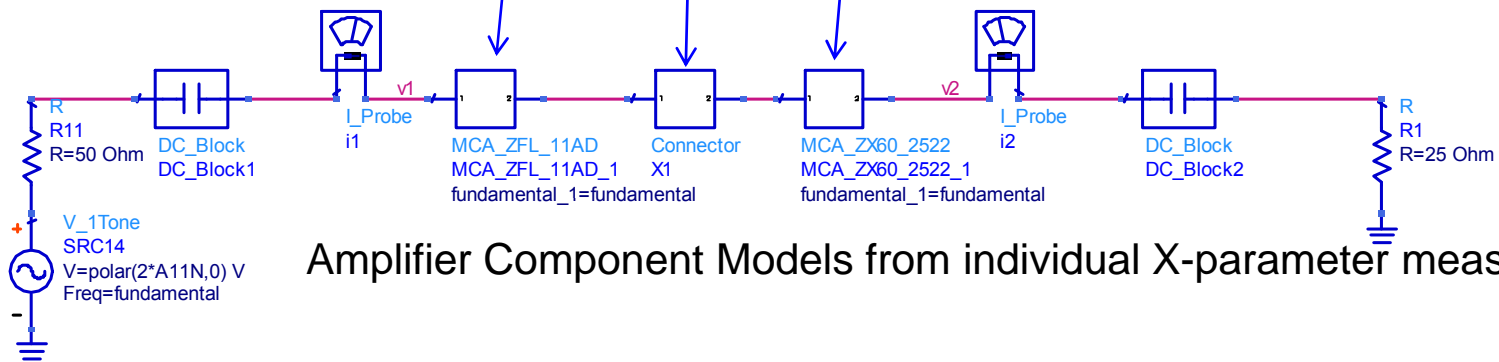 R
R11
R=50 Ohm
DC_Block
DC_Block1
I_Probe
i1
v1
1 2
MCA_ZFL_11AD
MCA_ZFL_11AD_1
fundamental_1=fundamental
1 2
Connector
X1
1 2
MCA_ZX60_2522
MCA_ZX60_2522_1
fundamental_1=fundamental
v2
I_Probe
i2
DC_Block
DC_Block2
R
R1
R=25 Ohm
+
V_1Tone
SRC14
V=polar(2*A11N,0) V
Freq=fundamental
-
Amplifier Component Models from individual X-parameter meas